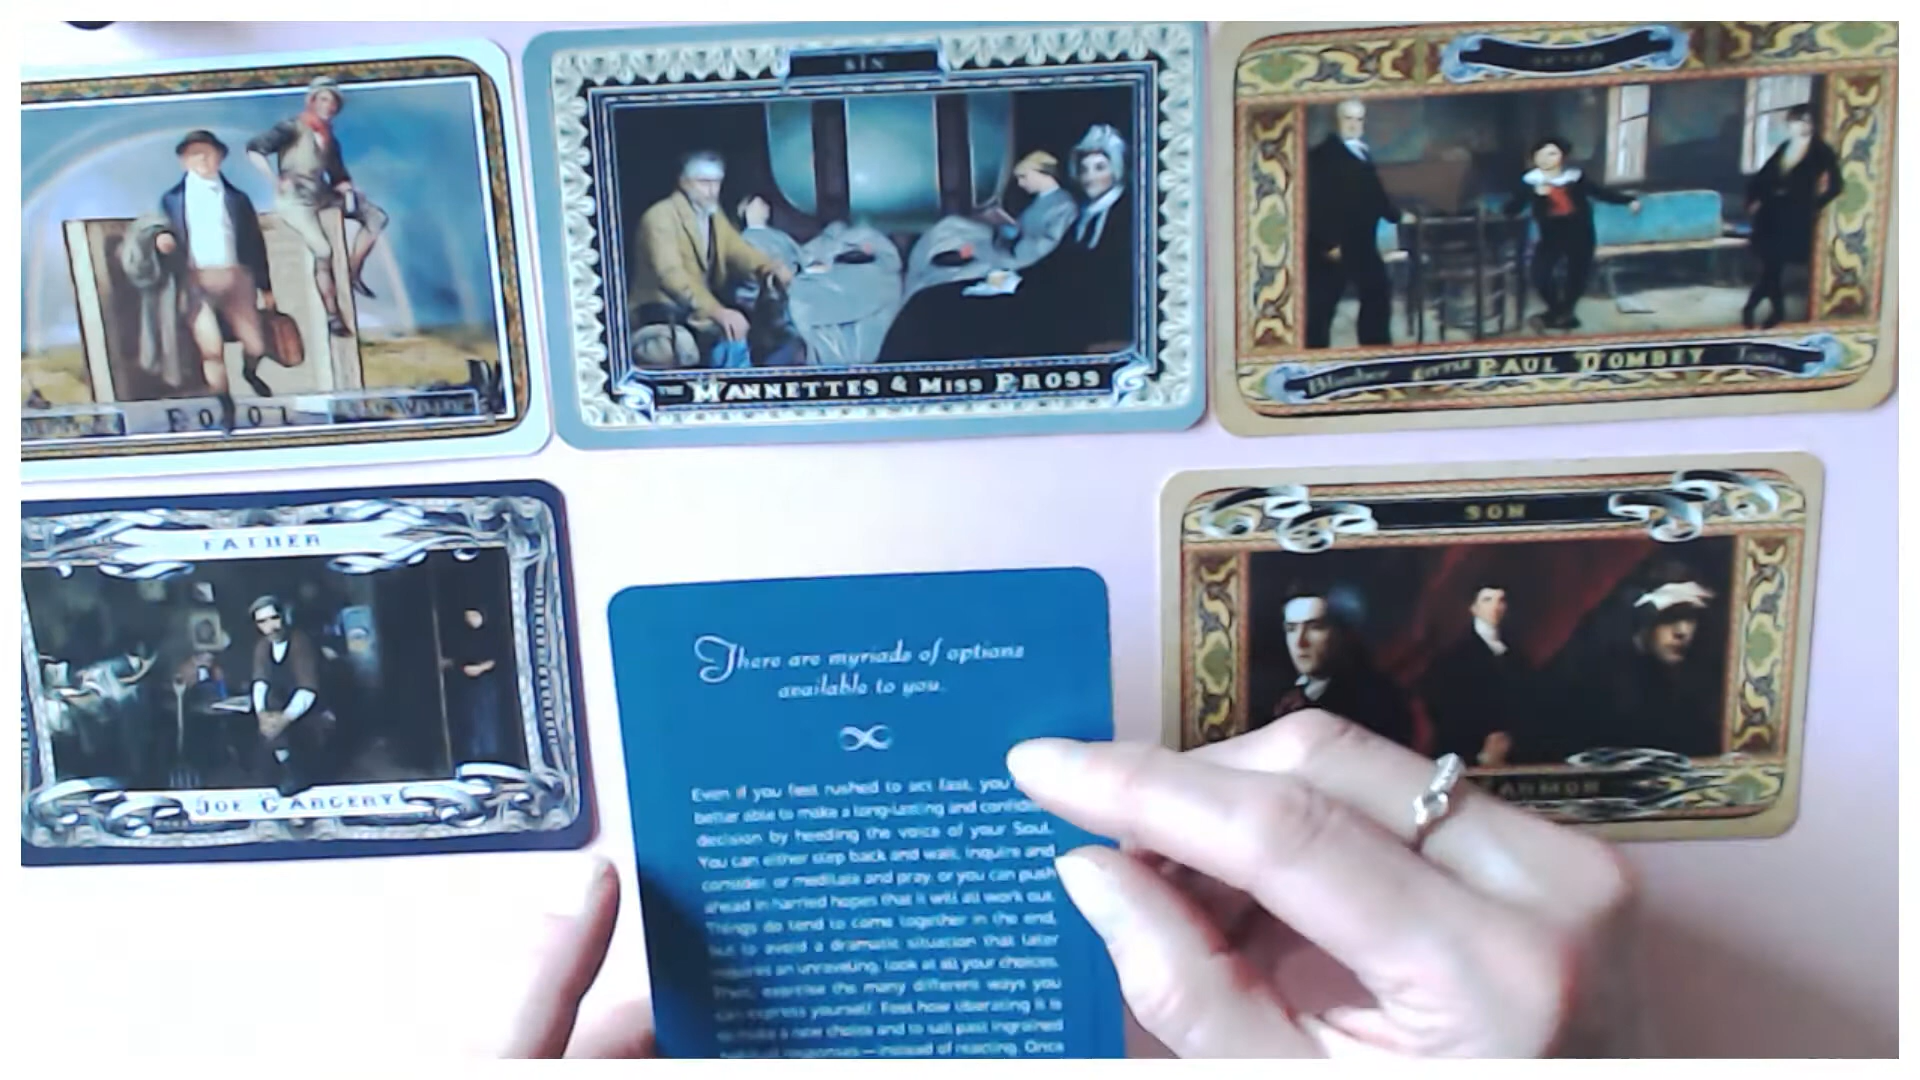 FOOL
SIX
THE MANNETTES & MISS PROSS
SEVEN
Blimber LITTLE PAUL DOMBEY Toots
FATHER
JOE GARGERY
SON
There are myriads of options
available to you.
Even if you feel rushed to act fast, you
better able to make a long-lasting and
decision by heeding the voice of your Soul.
You can either step back and wait, inquire and
consider, or meditate and pray, or you can push
ahead in harried hopes that it will all work out.
Things do tend to come together in the end,
but to avoid a dramatic situation that later
requires an unraveling, look at all your choices.
Then, exercise the many different ways you
can express yourself. Feel how liberating it is
to make a new choice and to sail past ingrained
responses — instead of reacting. Once